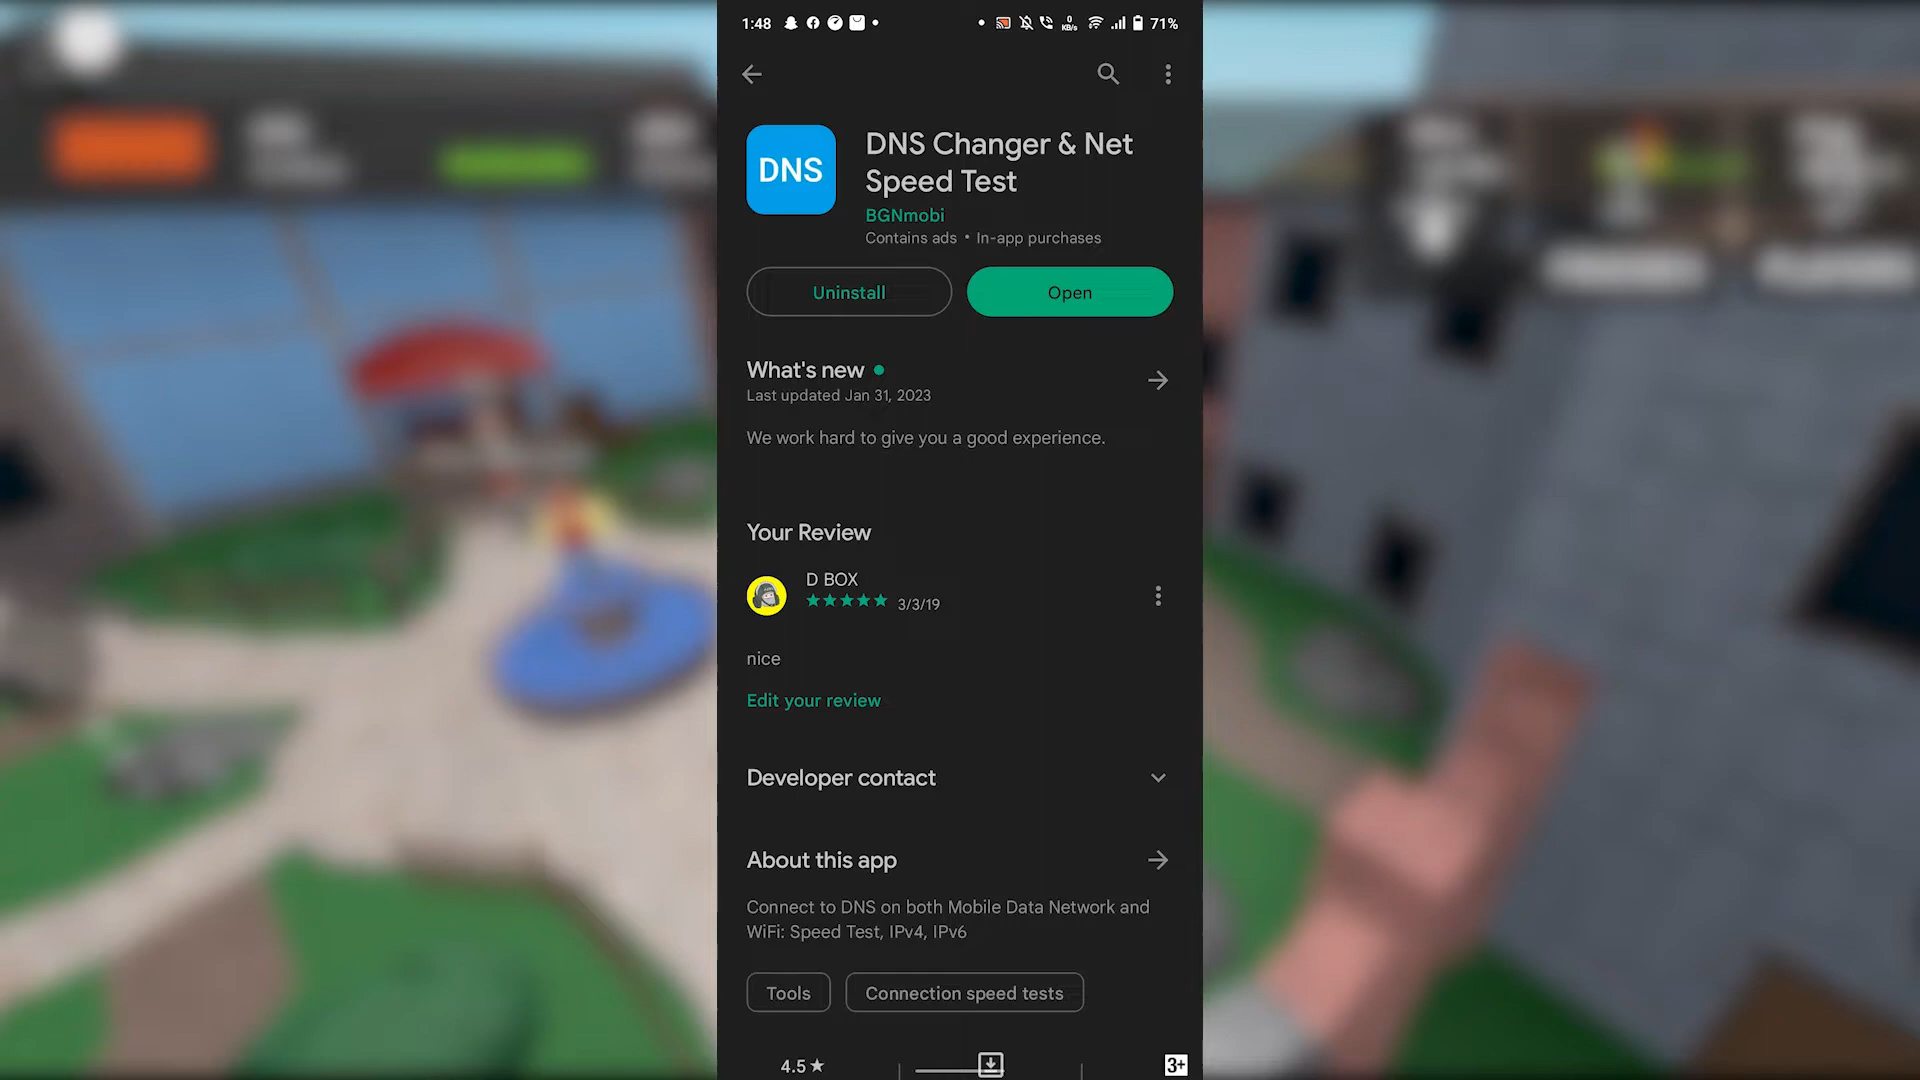 1:48
0
KB/s
71%
DNS
DNS Changer & Net
Speed Test
BGNmobi
Contains ads • In-app purchases
Uninstall
Open
What's new
Last updated Jan 31, 2023
We work hard to give you a good experience.
Your Review
D BOX
3/3/19
nice
Edit your review
Developer contact
About this app
Connect to DNS on both Mobile Data Network and
WiFi: Speed Test, IPv4, IPv6
Tools
Connection speed tests
4.5★
3+